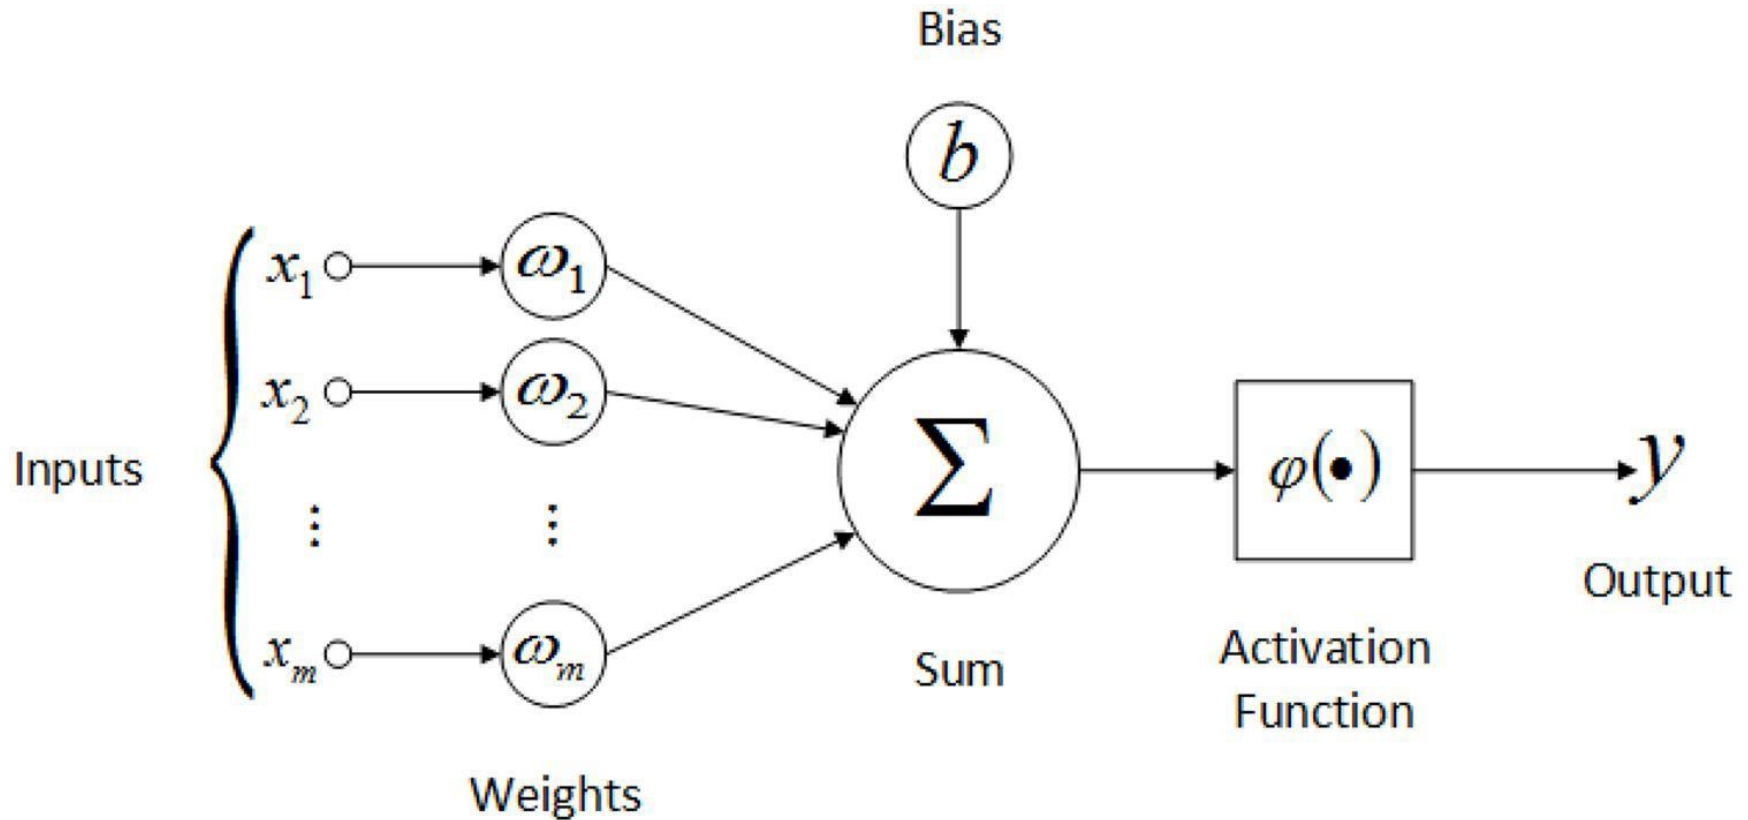 Bias
b
x₁
ω₁
x₂
ω₂
Inputs
Σ
φ(•)
y
⋮
⋮
Output
xₘ
ωₘ
Sum
Activation
Function
Weights